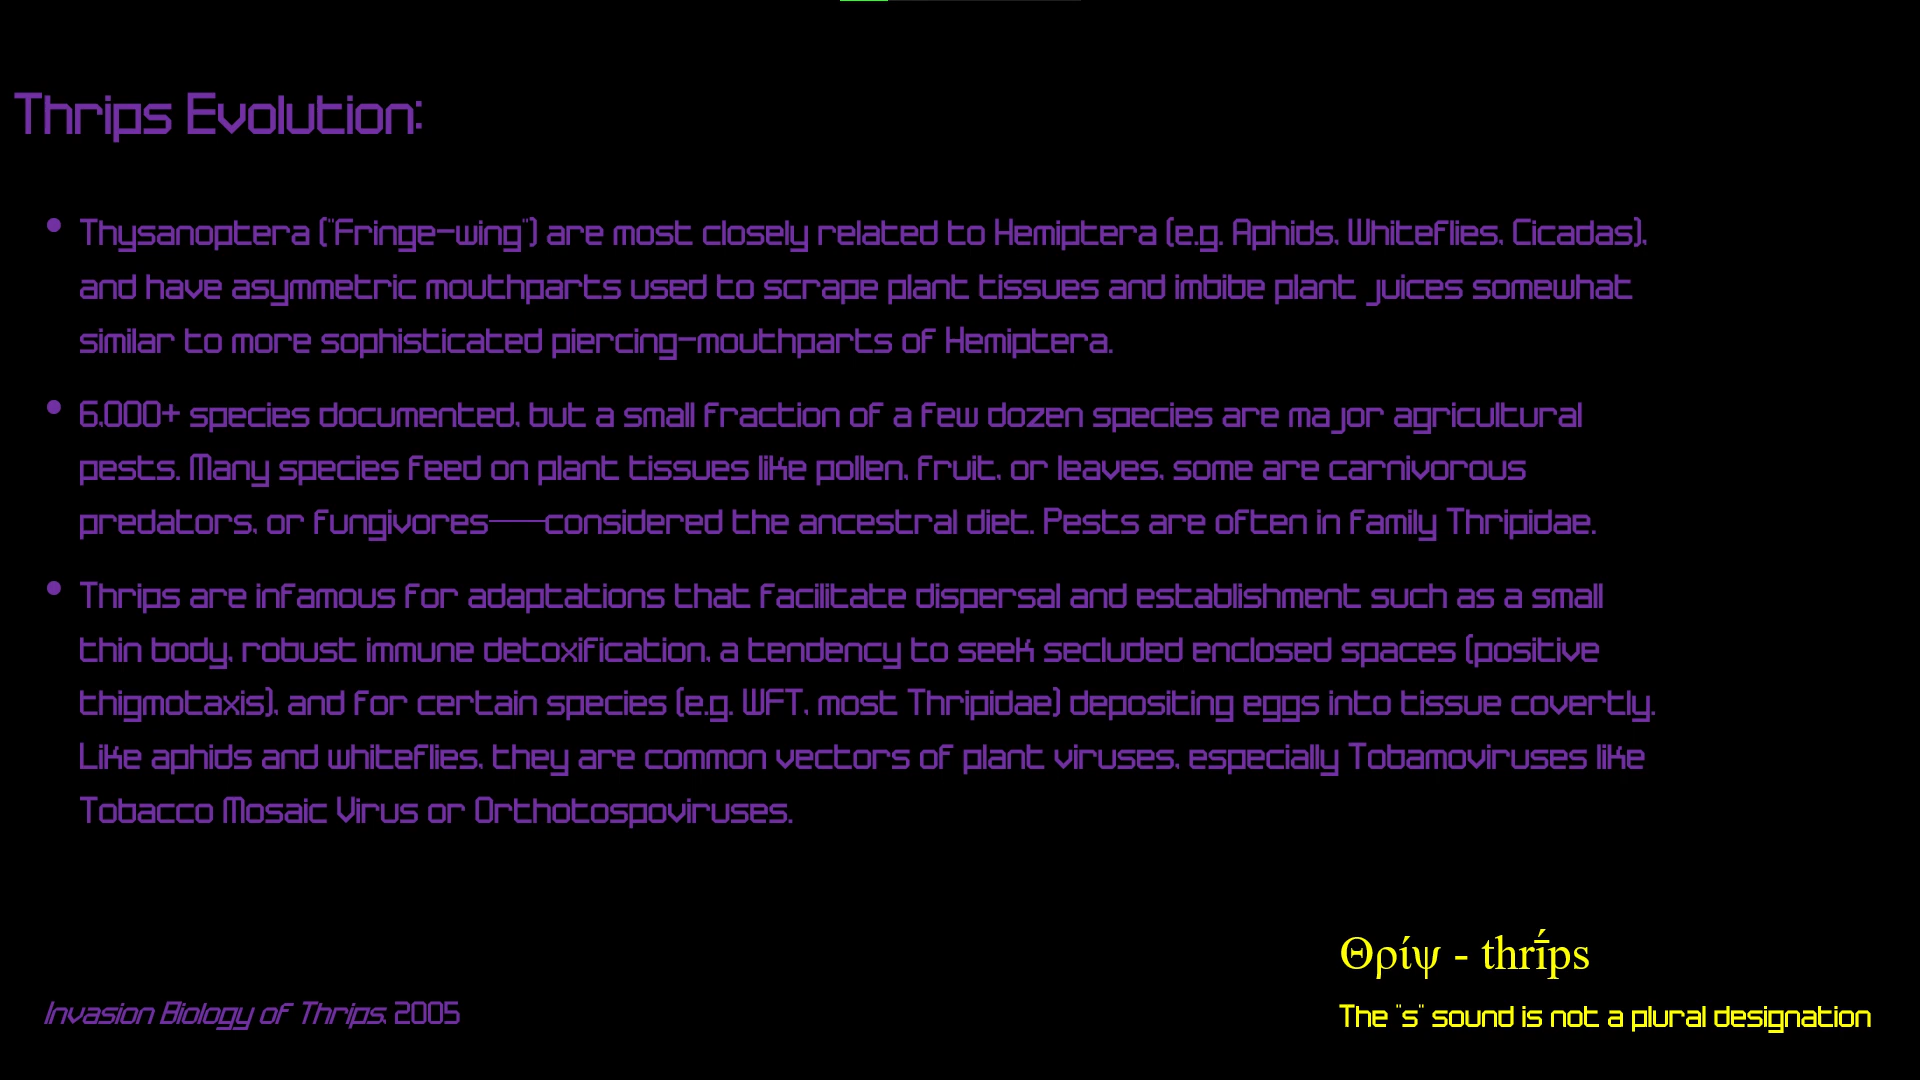 Thrips Evolution:
• Thysanoptera ("Fringe-wing") are most closely related to Hemiptera (e.g. Aphids, Whiteflies, Cicadas),
and have asymmetric mouthparts used to scrape plant tissues and imbibe plant juices somewhat
similar to more sophisticated piercing-mouthparts of Hemiptera.
• 6,000+ species documented, but a small fraction of a few dozen species are major agricultural
pests. Many species feed on plant tissues like pollen, fruit, or leaves, some are carnivorous
predators, or fungivores——considered the ancestral diet. Pests are often in family Thripidae.
• Thrips are infamous for adaptations that facilitate dispersal and establishment such as a small
thin body, robust immune detoxification, a tendency to seek secluded enclosed spaces (positive
thigmotaxis), and for certain species (e.g. WFT, most Thripidae) depositing eggs into tissue covertly.
Like aphids and whiteflies, they are common vectors of plant viruses, especially Tobamoviruses like
Tobacco Mosaic Virus or Orthotospoviruses.
Θρίψ - thrī́ps
Invasion Biology of Thrips, 2005
The "s" sound is not a plural designation